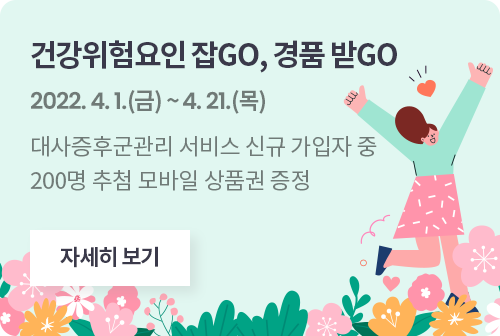 건강위험요인 잡GO, 경품 받GO
2022. 4. 1.(금) ~ 4. 21.(목)
대사증후군관리 서비스 신규 가입자 중
200명 추첨 모바일 상품권 증정
자세히 보기